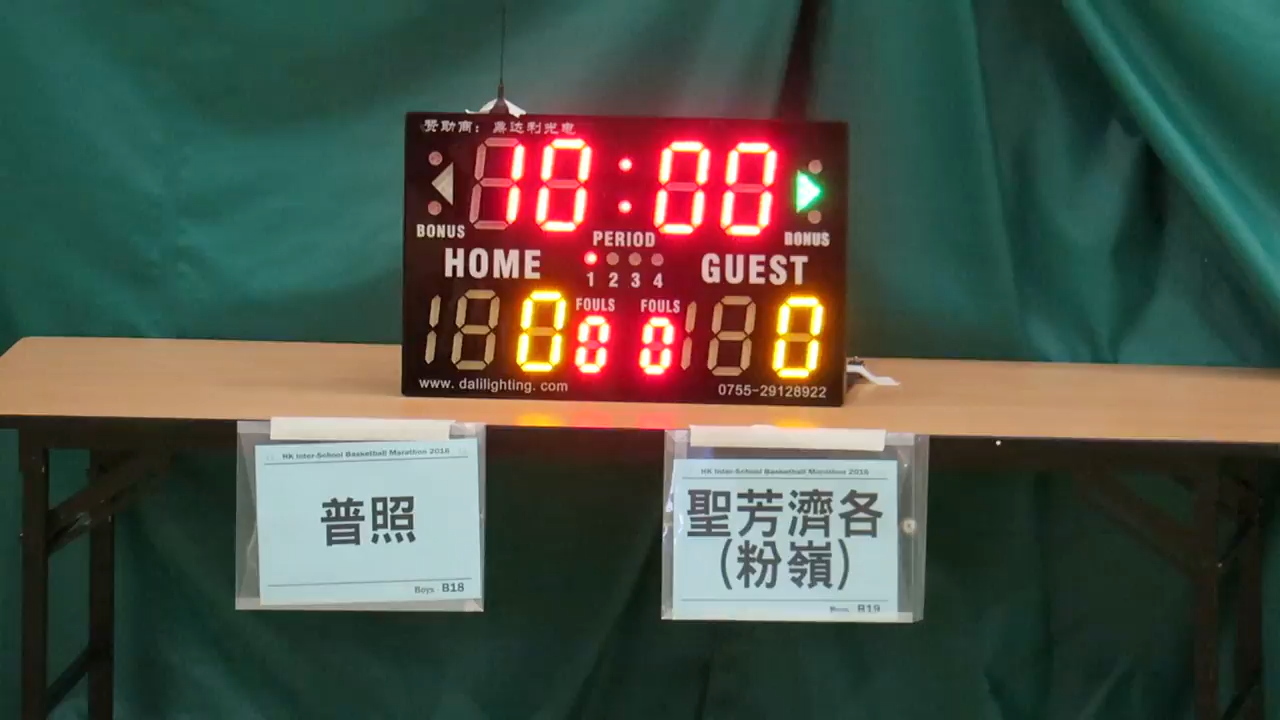 赞助商：鼎达利光电
10:00
BONUS
PERIOD
BONUS
HOME
GUEST
1 2 3 4
FOULS
FOULS
0
0
0
0
www.dalilighting.com
0755-29128922
HK Inter-School Basketball Marathon 2018
普照
Boys B18
HK Inter-School Basketball Marathon 2018
聖芳濟各
(粉嶺)
Boys B19